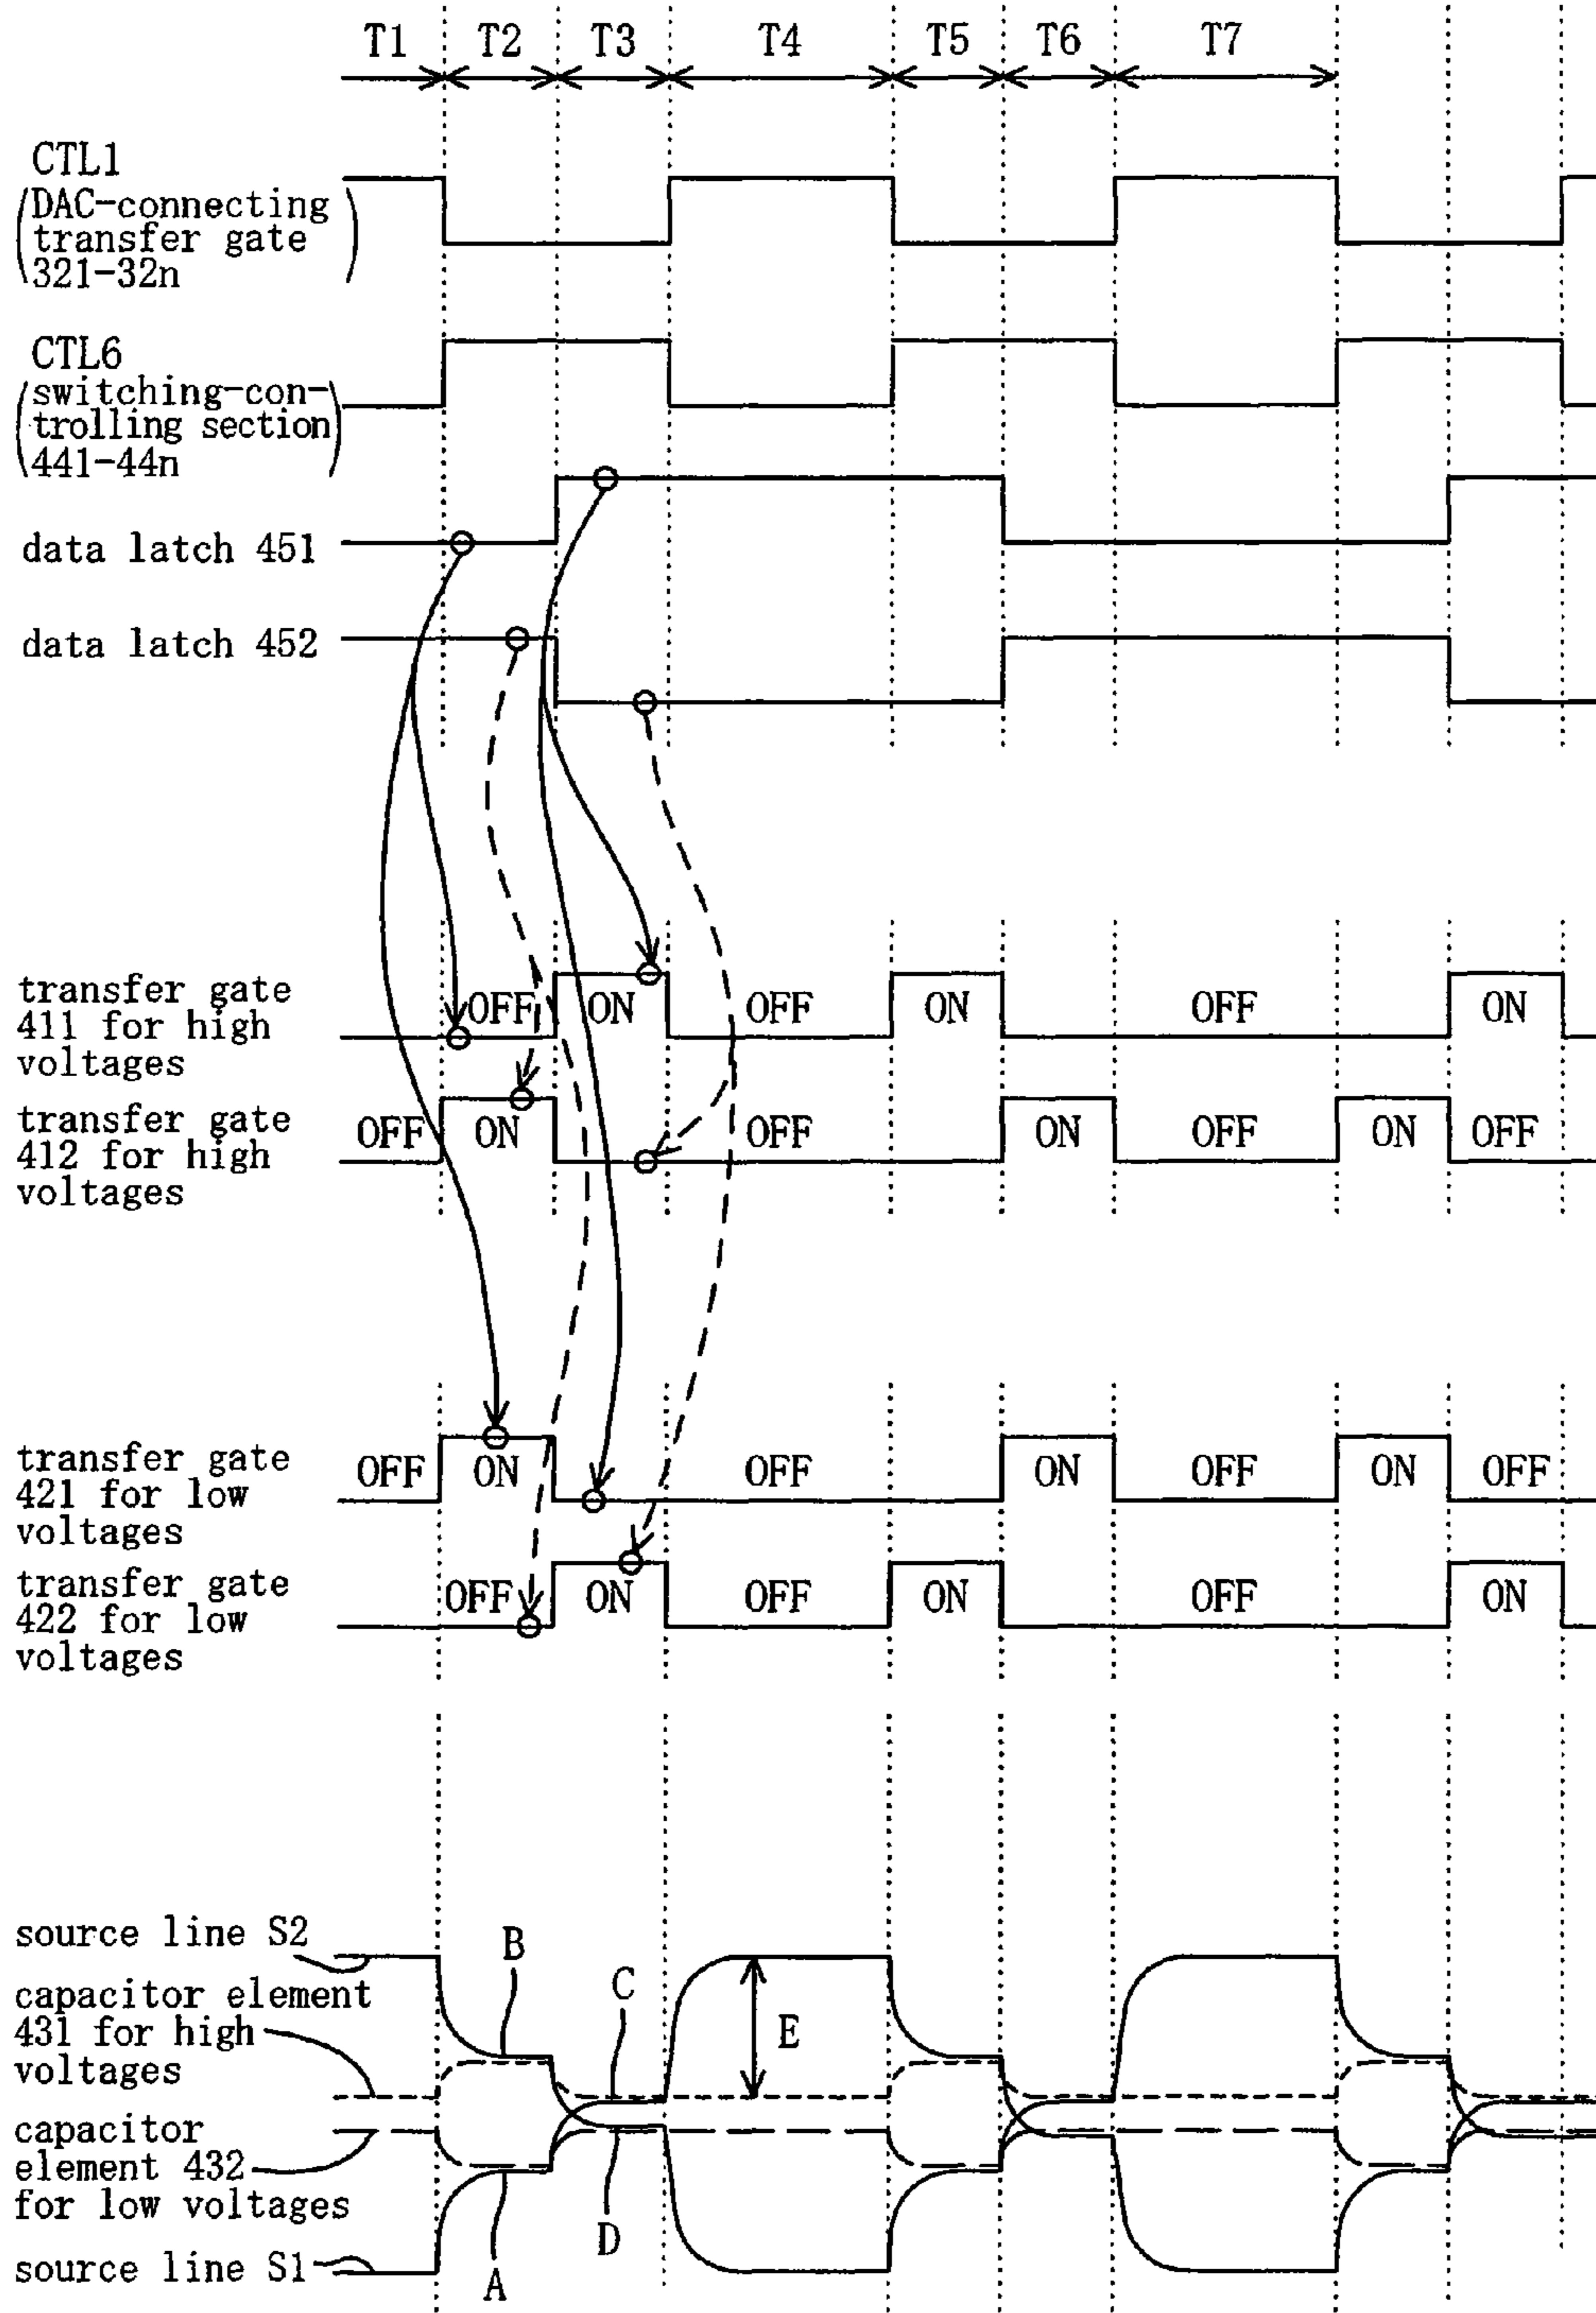 T1 T2 T3 T4 T5 T6 T7
CTL1
DAC-connecting
transfer gate
321-32n
CTL6
switching-con-
trolling section
441-44n
data latch 451
data latch 452
transfer gate
411 for high
voltages
OFF ON OFF ON OFF ON
transfer gate
412 for high
voltages
OFF ON OFF ON OFF ON OFF
transfer gate
421 for low
voltages
OFF ON OFF ON OFF ON OFF
transfer gate
422 for low
voltages
OFF ON OFF ON OFF ON
source line S2
B
capacitor element
431 for high
voltages
C
E
capacitor
element 432
for low voltages
D
source line S1
A